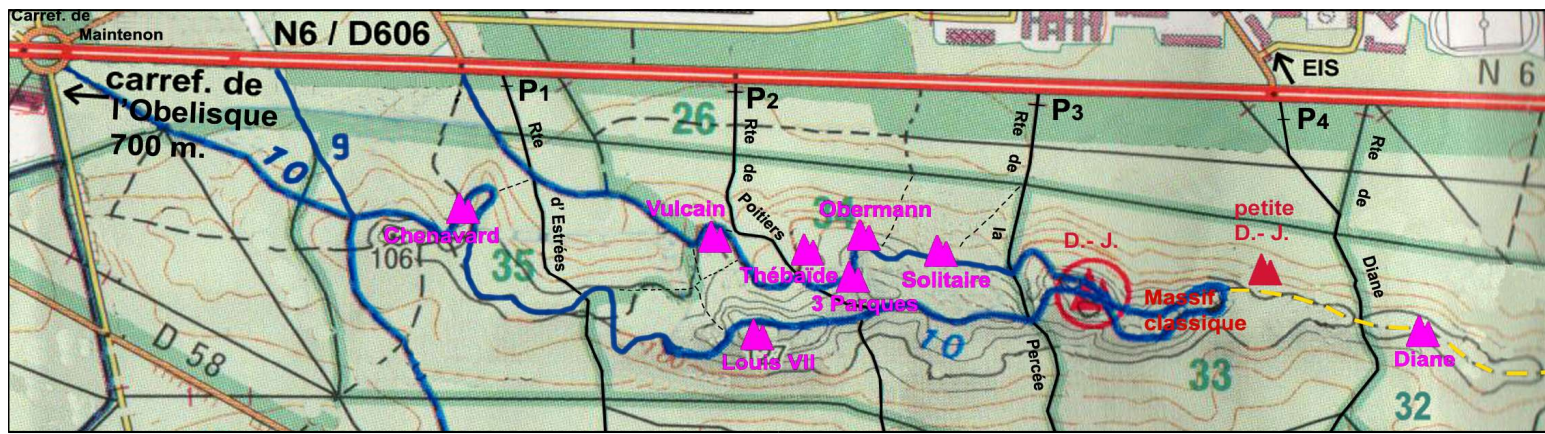 Carref. de
Maintenon
N6 / D606
carref. de
l'Obelisque
700 m.
EIS
N 6
P1
P2
P3
P4
Rte
d' Estrées
Rte
de
Poitiers
Rte
de
la
Percée
Rte
de
Diane
26
9
10
Chenavard
106
35
Vulcain
34
Obermann
Thébaïde
Solitaire
3 Parques
Louis VII
10
D.- J.
petite
D.- J.
Massif
classique
Diane
D 58
33
32